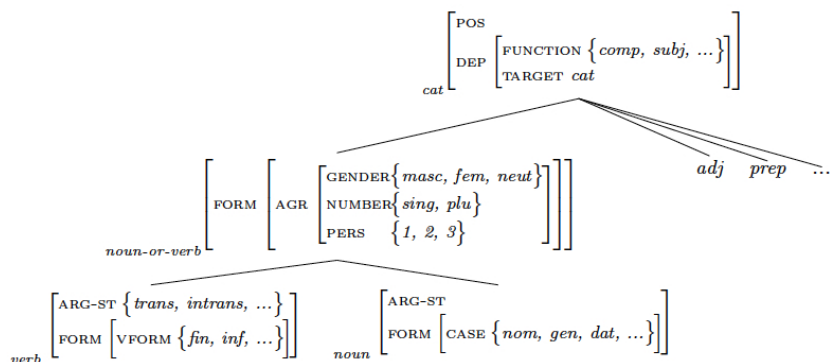 POS
DEP [FUNCTION {comp, subj, ...}
TARGET cat]
cat
adj prep ...
FORM [AGR [GENDER{masc, fem, neut}
NUMBER{sing, plu}
PERS {1, 2, 3}]]]
noun-or-verb
[ARG-ST {trans, intrans, ...}
FORM [VFORM {fin, inf, ...}]]
verb
[ARG-ST
FORM [CASE {nom, gen, dat, ...}]]
noun